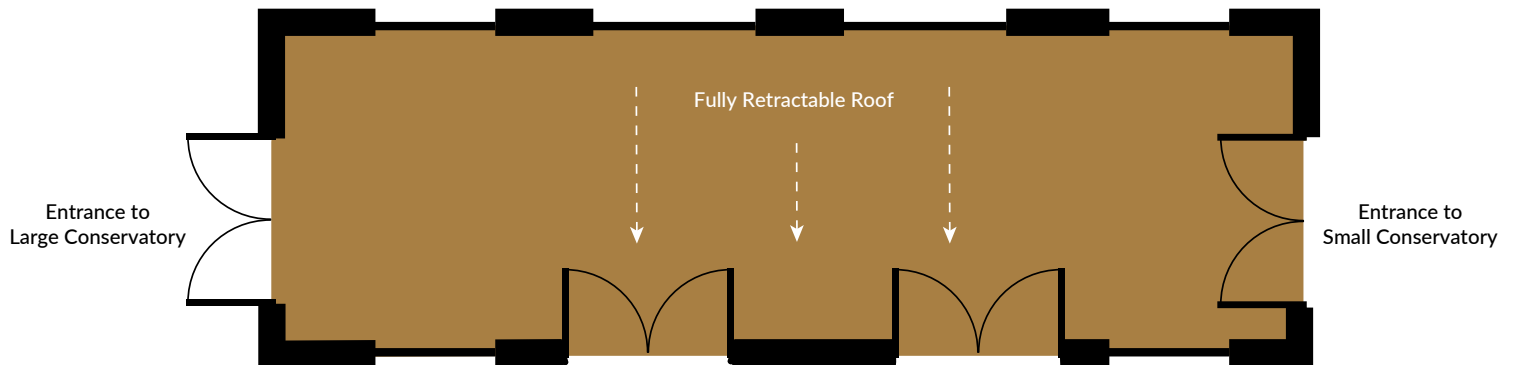 Fully Retractable Roof
Entrance to
Large Conservatory
Entrance to
Small Conservatory